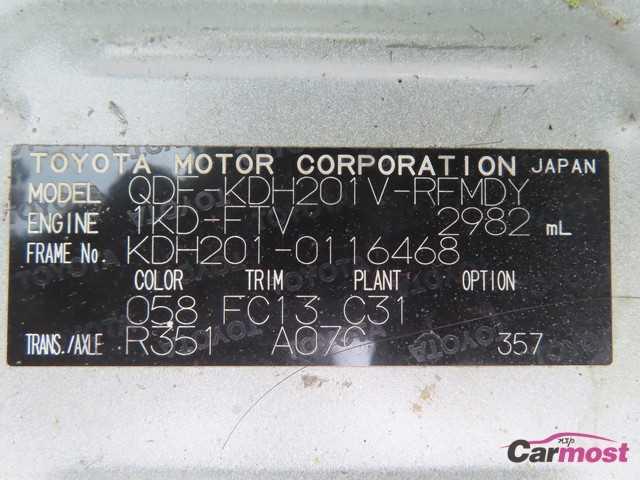 TOYOTA MOTOR CORPORATION JAPAN
MODEL QDF-KDH201V-RFMDY
ENGINE 1KD-FTV 2982 mL
FRAME No. KDH201-0116468
COLOR TRIM PLANT OPTION
058 FC13 C31
TRANS./AXLE R351 A07C 357
Carmost